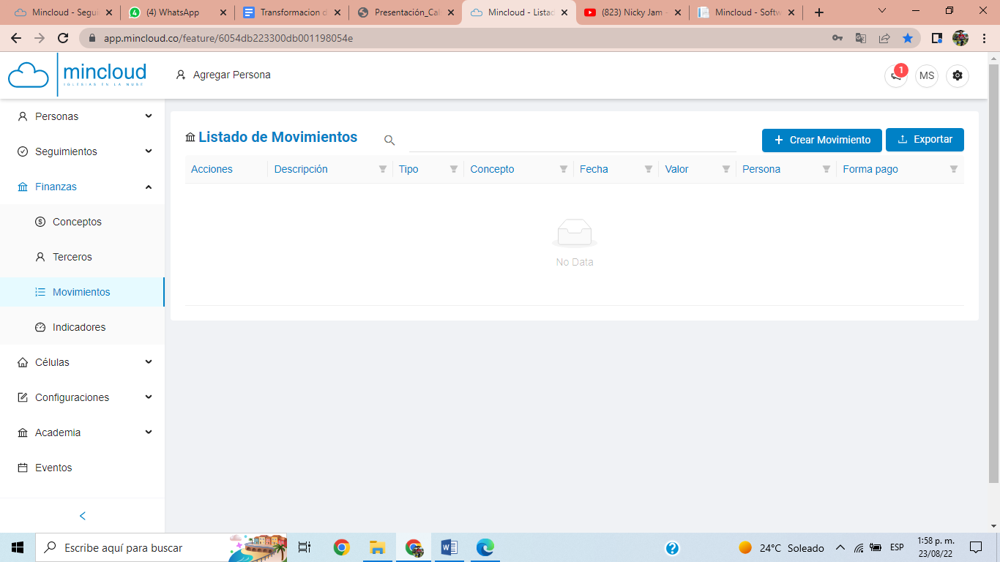 Mincloud - Segui
(4) WhatsApp
Transformacion d
Presentación_Cal
Mincloud - Listad
(823) Nicky Jam -
Mincloud - Softw
app.mincloud.co/feature/6054db223300db001198054e
mincloud
IGLESIAS EN LA NUBE
Agregar Persona
1
MS
Personas
Seguimientos
Finanzas
Conceptos
Terceros
Movimientos
Indicadores
Células
Configuraciones
Academia
Eventos
Listado de Movimientos
Crear Movimiento
Exportar
Acciones Descripción Tipo Concepto Fecha Valor Persona Forma pago
No Data
Escribe aquí para buscar
24°C Soleado
ESP
1:58 p. m.
23/08/22